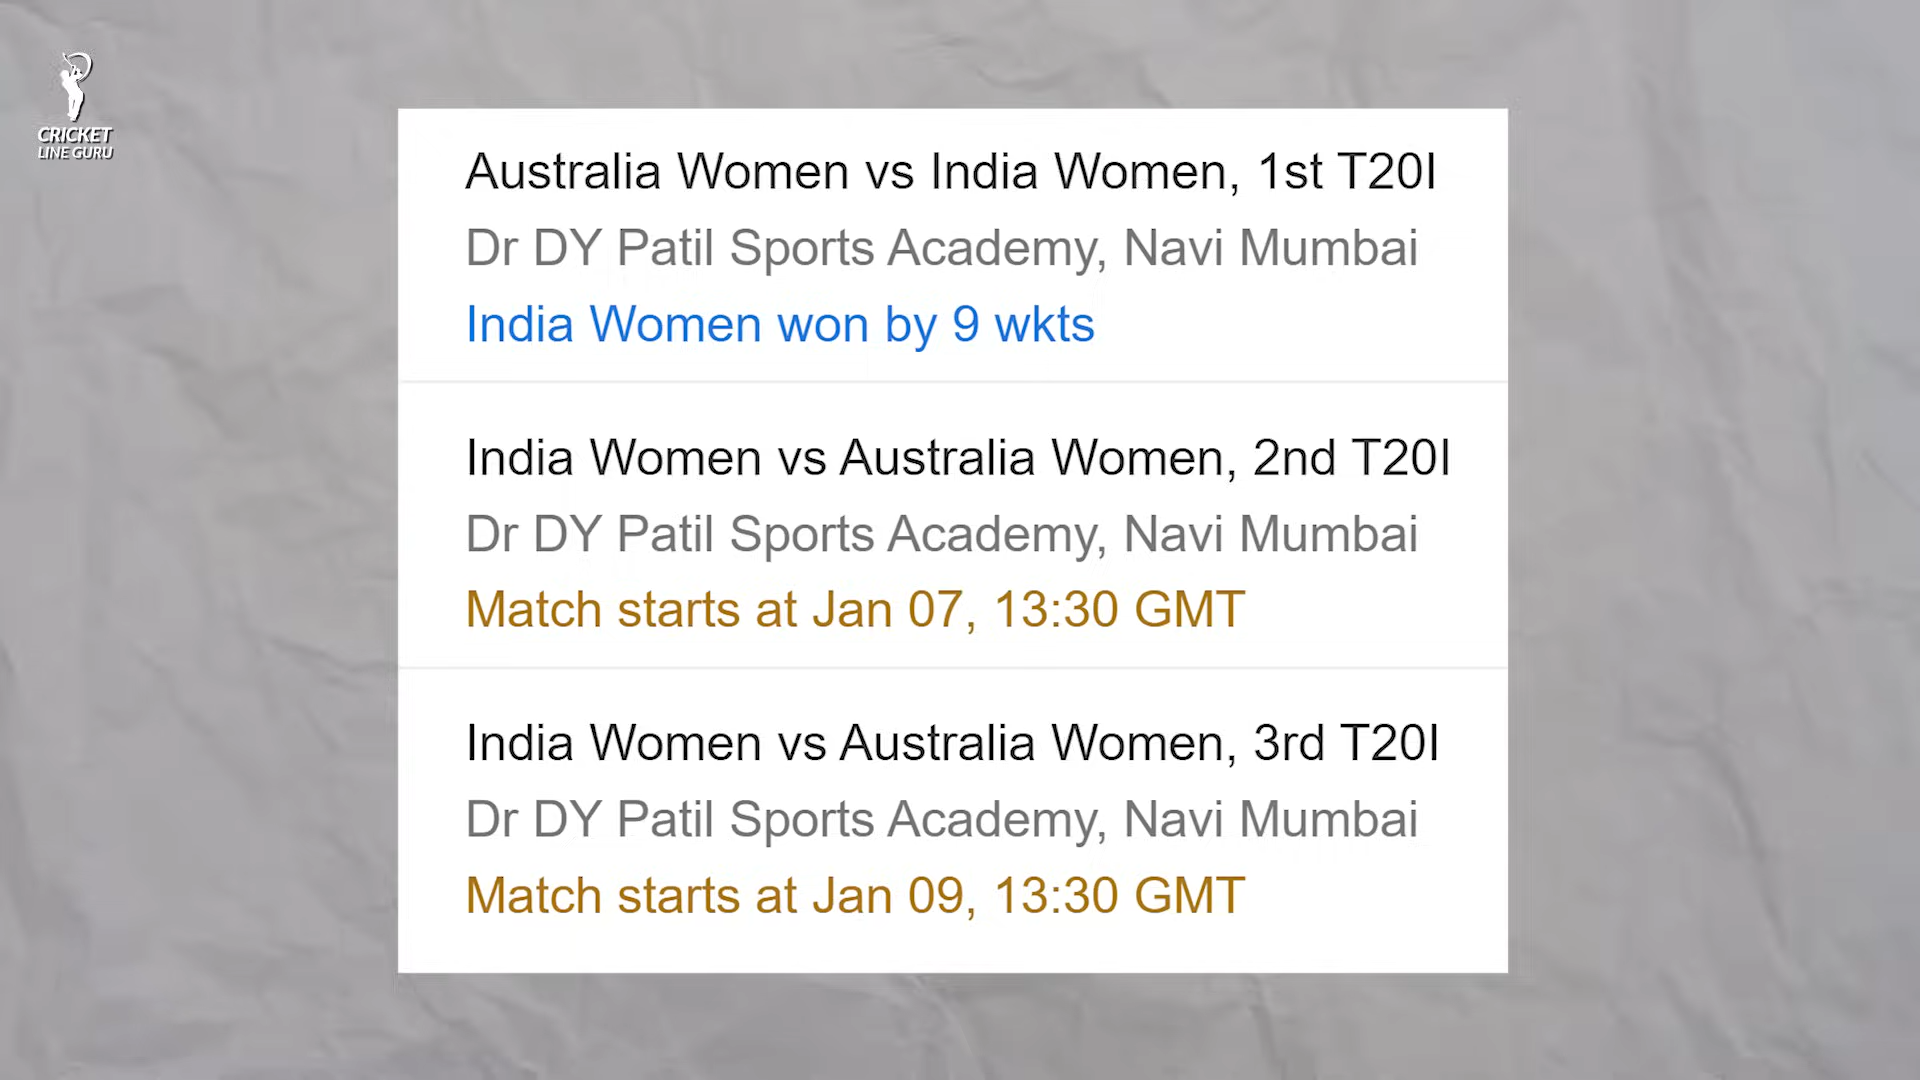 CRICKET
LINE GURU
Australia Women vs India Women, 1st T20I
Dr DY Patil Sports Academy, Navi Mumbai
India Women won by 9 wkts
India Women vs Australia Women, 2nd T20I
Dr DY Patil Sports Academy, Navi Mumbai
Match starts at Jan 07, 13:30 GMT
India Women vs Australia Women, 3rd T20I
Dr DY Patil Sports Academy, Navi Mumbai
Match starts at Jan 09, 13:30 GMT